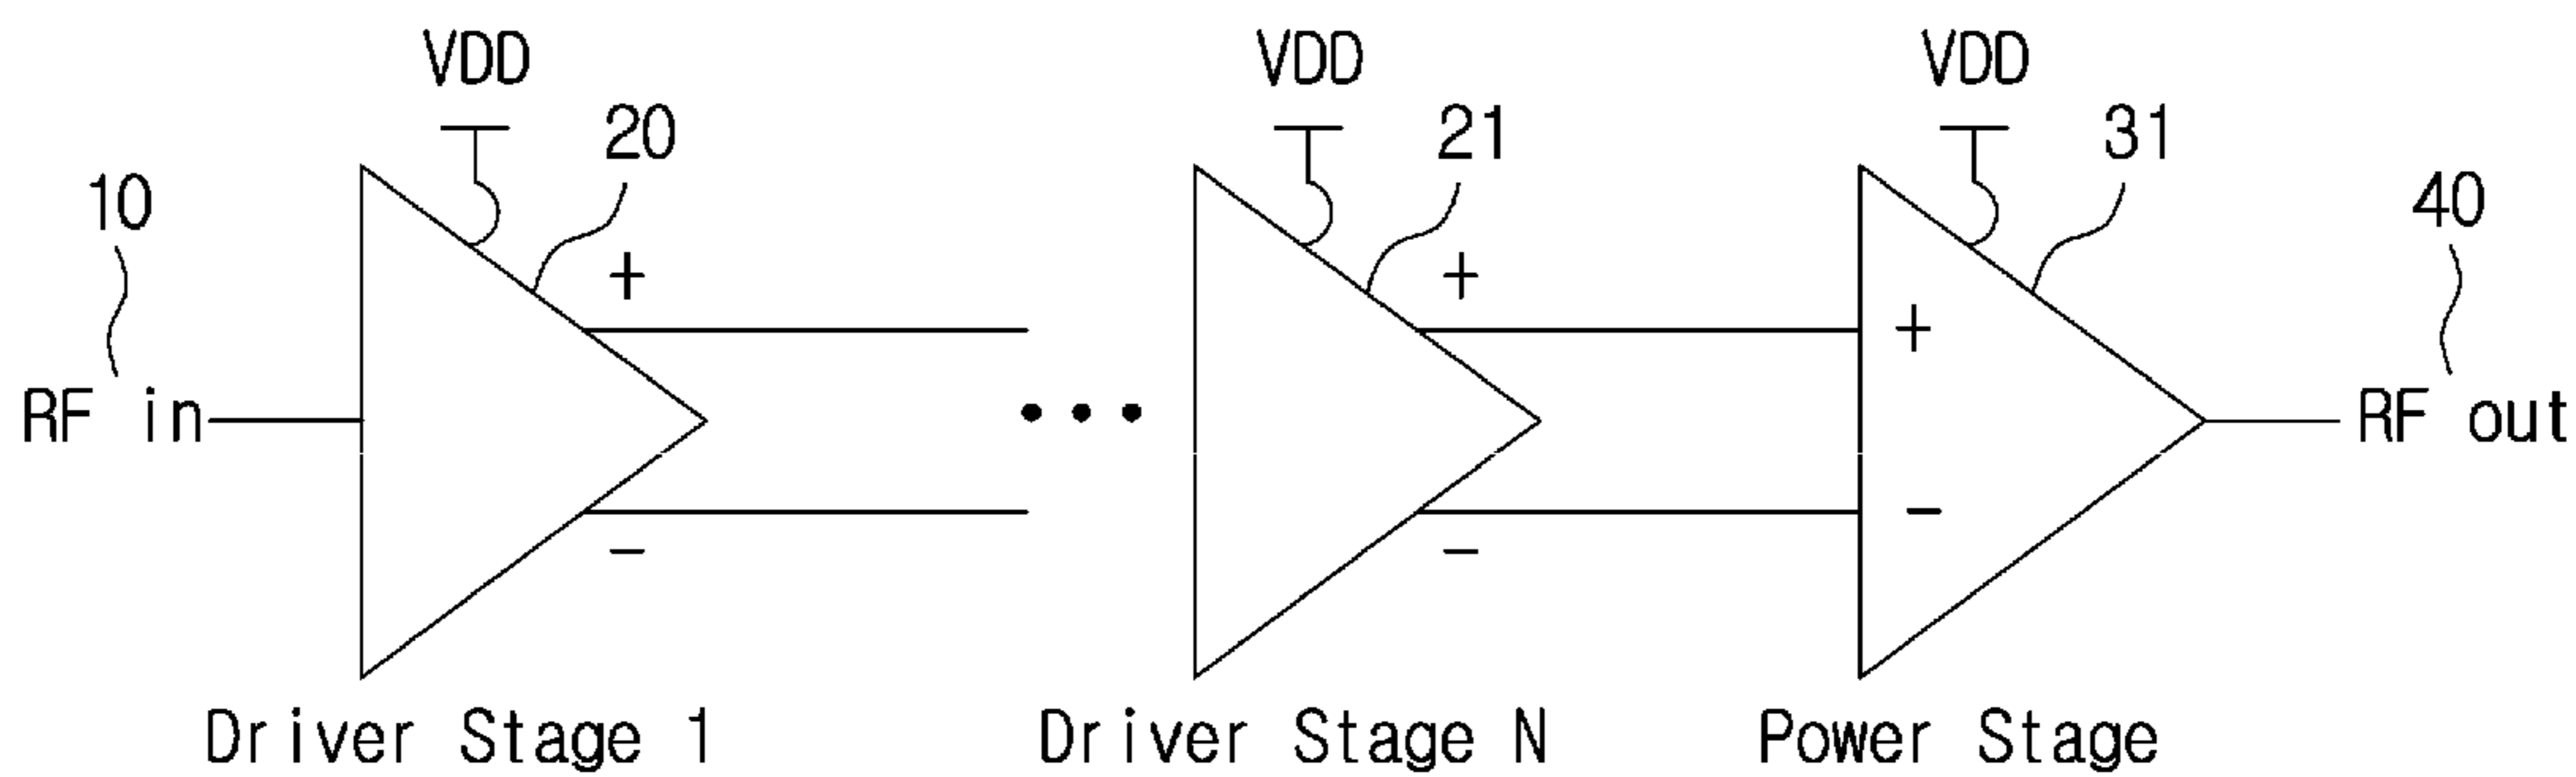 VDD VDD VDD
20 21 31
10 40
+ + +
RF in ••• RF out
- - -
Driver Stage 1 Driver Stage N Power Stage